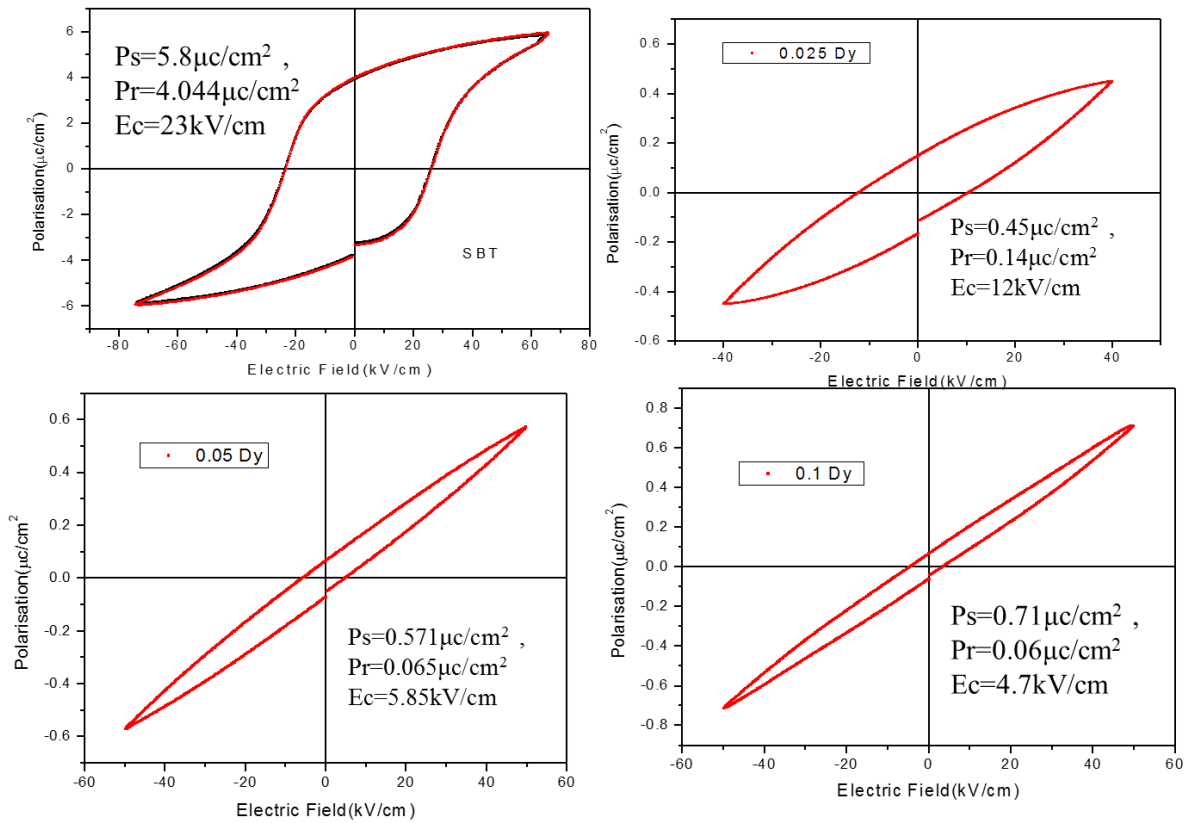 6
4
2
0
-2
-4
-6
Polarisation(μc/cm²)
Ps=5.8μc/cm² ,
Pr=4.044μc/cm²
Ec=23kV/cm
SBT
-80 -60 -40 -20 0 20 40 60 80
Electric Field(kV/cm)
0.6
0.4
0.2
0.0
-0.2
-0.4
-0.6
Polarisation(μc/cm²)
0.025 Dy
Ps=0.45μc/cm² ,
Pr=0.14μc/cm²
Ec=12kV/cm
-40 -20 0 20 40
Electric Field(kV/cm)
0.6
0.4
0.2
0.0
-0.2
-0.4
-0.6
Polarisation(μc/cm²)
0.05 Dy
Ps=0.571μc/cm² ,
Pr=0.065μc/cm²
Ec=5.85kV/cm
-60 -40 -20 0 20 40 60
Electric Field(kV/cm)
0.8
0.6
0.4
0.2
0.0
-0.2
-0.4
-0.6
-0.8
Polarisation(μc/cm²)
0.1 Dy
Ps=0.71μc/cm² ,
Pr=0.06μc/cm²
Ec=4.7kV/cm
-60 -40 -20 0 20 40 60
Electric Field(kV/cm)